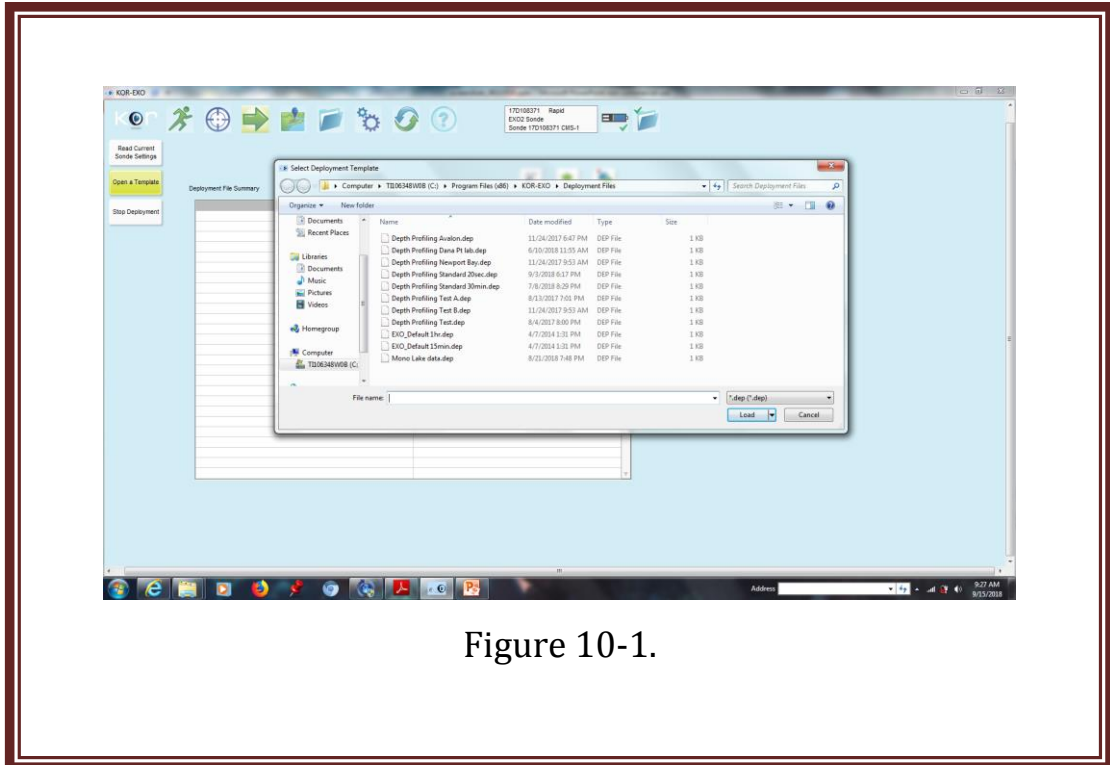 KOR-EXO
kor
17D108371 Rapid
EXO2 Sonde
Sonde 17D108371 CMS-1
Read Current
Sonde Settings
Open a Template
Stop Deployment
Deployment File Summary
Select Deployment Template
Computer TI106348W0B (C:) Program Files (x86) KOR-EXO Deployment Files
Search Deployment Files
Organize New folder
Documents
Recent Places
Libraries
Documents
Music
Pictures
Videos
Homegroup
Computer
TI106348W0B (C:
Name Date modified Type Size
Depth Profiling Avalon.dep 11/24/2017 6:47 PM DEP File 1 KB
Depth Profiling Dana Pt lab.dep 6/10/2018 11:55 AM DEP File 1 KB
Depth Profiling Newport Bay.dep 11/24/2017 9:53 AM DEP File 1 KB
Depth Profiling Standard 20sec.dep 9/3/2018 6:17 PM DEP File 1 KB
Depth Profiling Standard 30min.dep 7/8/2018 8:29 PM DEP File 1 KB
Depth Profiling Test A.dep 8/13/2017 7:01 PM DEP File 1 KB
Depth Profiling Test B.dep 11/24/2017 9:53 AM DEP File 1 KB
Depth Profiling Test.dep 8/4/2017 8:00 PM DEP File 1 KB
EXO_Default 1hr.dep 4/7/2014 1:31 PM DEP File 1 KB
EXO_Default 15min.dep 4/7/2014 1:31 PM DEP File 1 KB
Mono Lake data.dep 8/21/2018 7:48 PM DEP File 1 KB
File name:
*.dep (*.dep)
Load Cancel
Address
9:27 AM
9/15/2018
Figure 10-1.